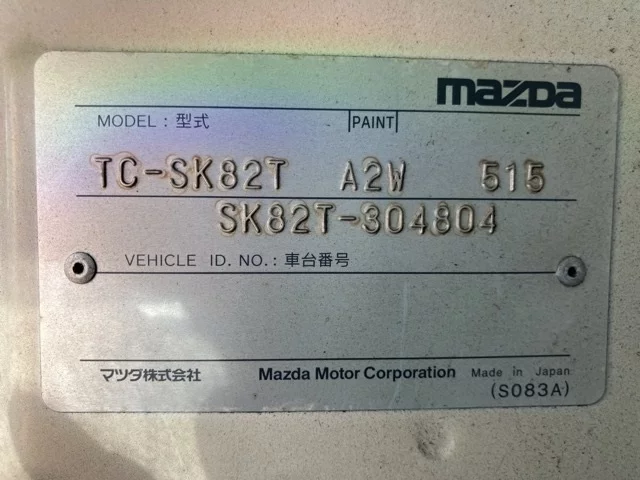 mazda
MODEL : 型式 PAINT
TC-SK82T A2W 515
SK82T-304804
VEHICLE ID. NO. : 車台番号
マツダ株式会社 Mazda Motor Corporation Made in Japan
(S083A)